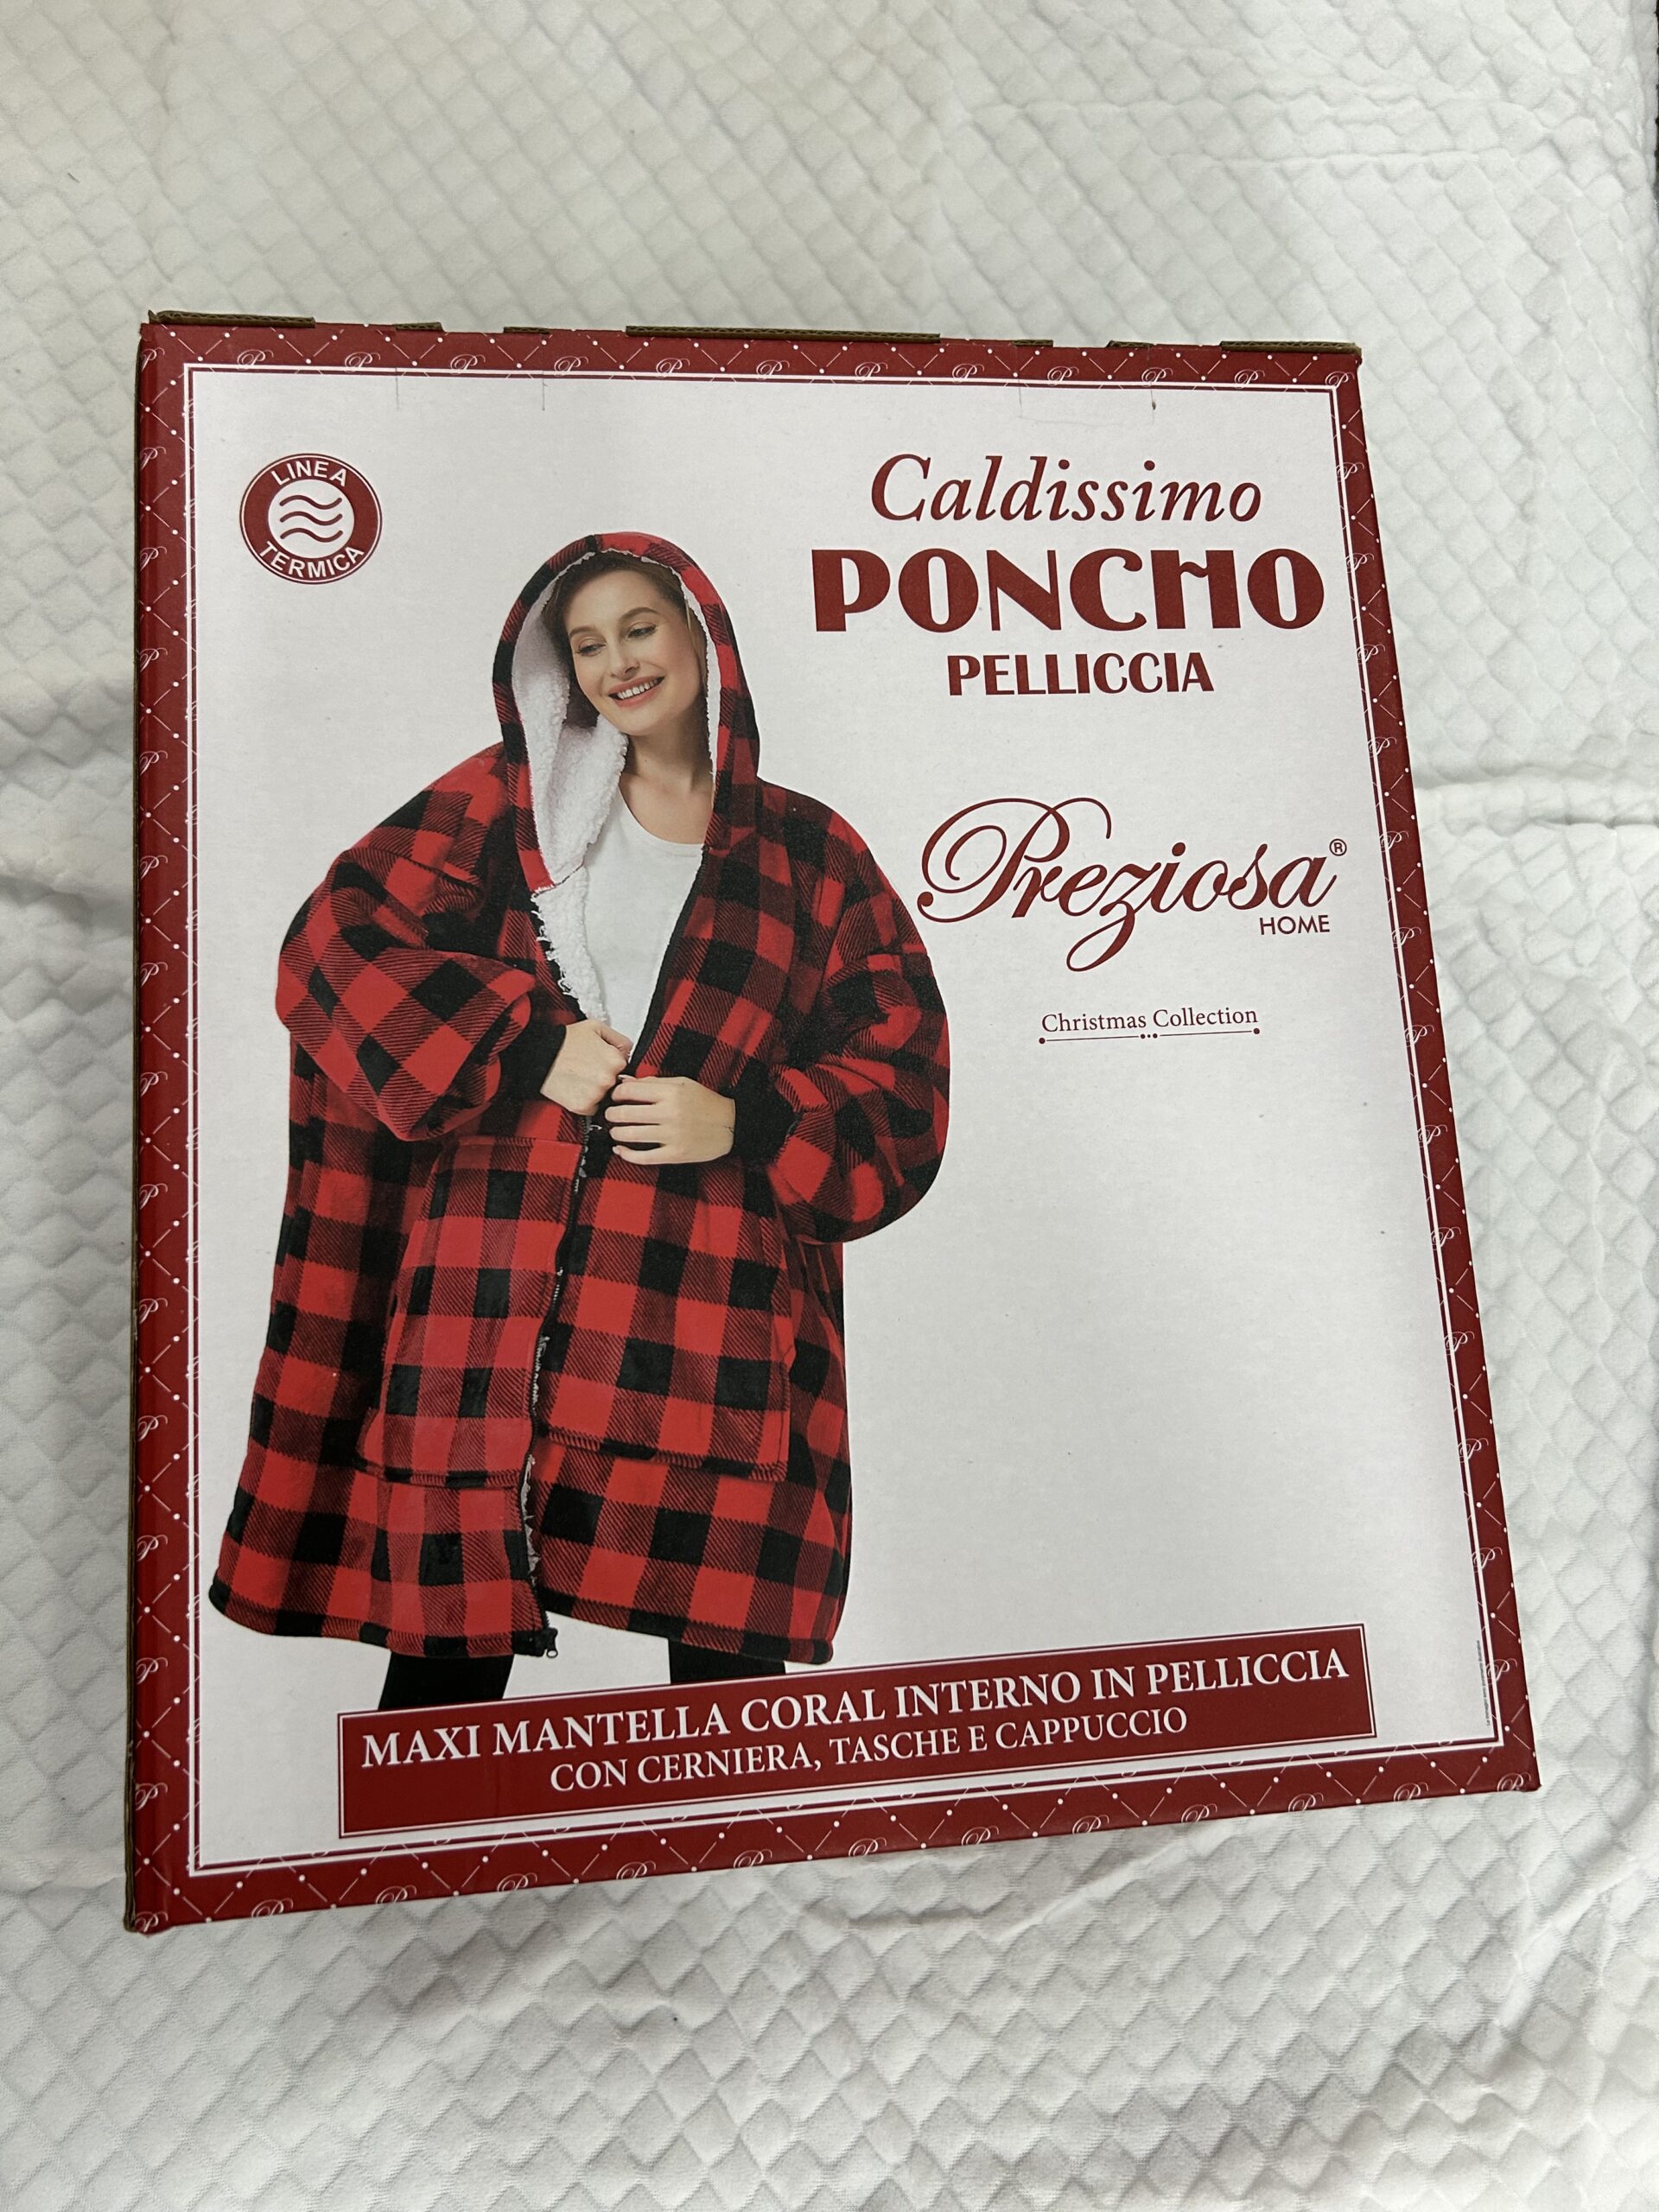 LINEA
TERMICA
Caldissimo
PONCHO
PELLICCIA
Preziosa®
HOME
Christmas Collection
MAXI MANTELLA CORAL INTERNO IN PELLICCIA
CON CERNIERA, TASCHE E CAPPUCCIO